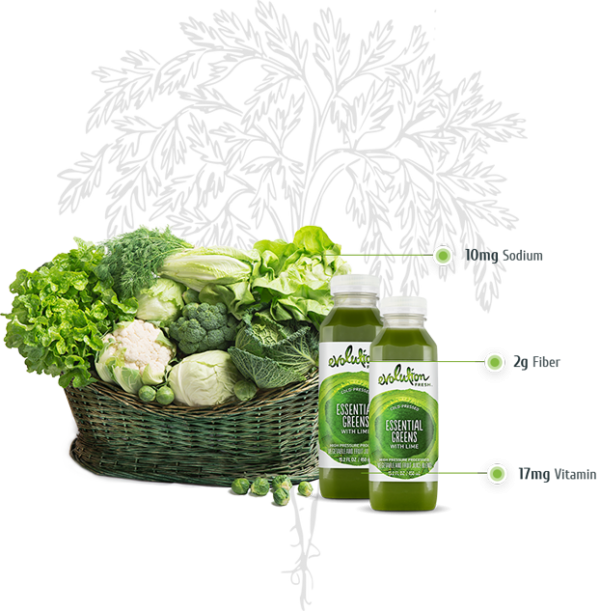 10mg Sodium
2g Fiber
17mg Vitamin
evolution
COLD-PRESSED
ESSENTIAL
GREENS
WITH LIME
evolution
FRESH
COLD-PRESSED
ESSENTIAL
GREENS
WITH LIME